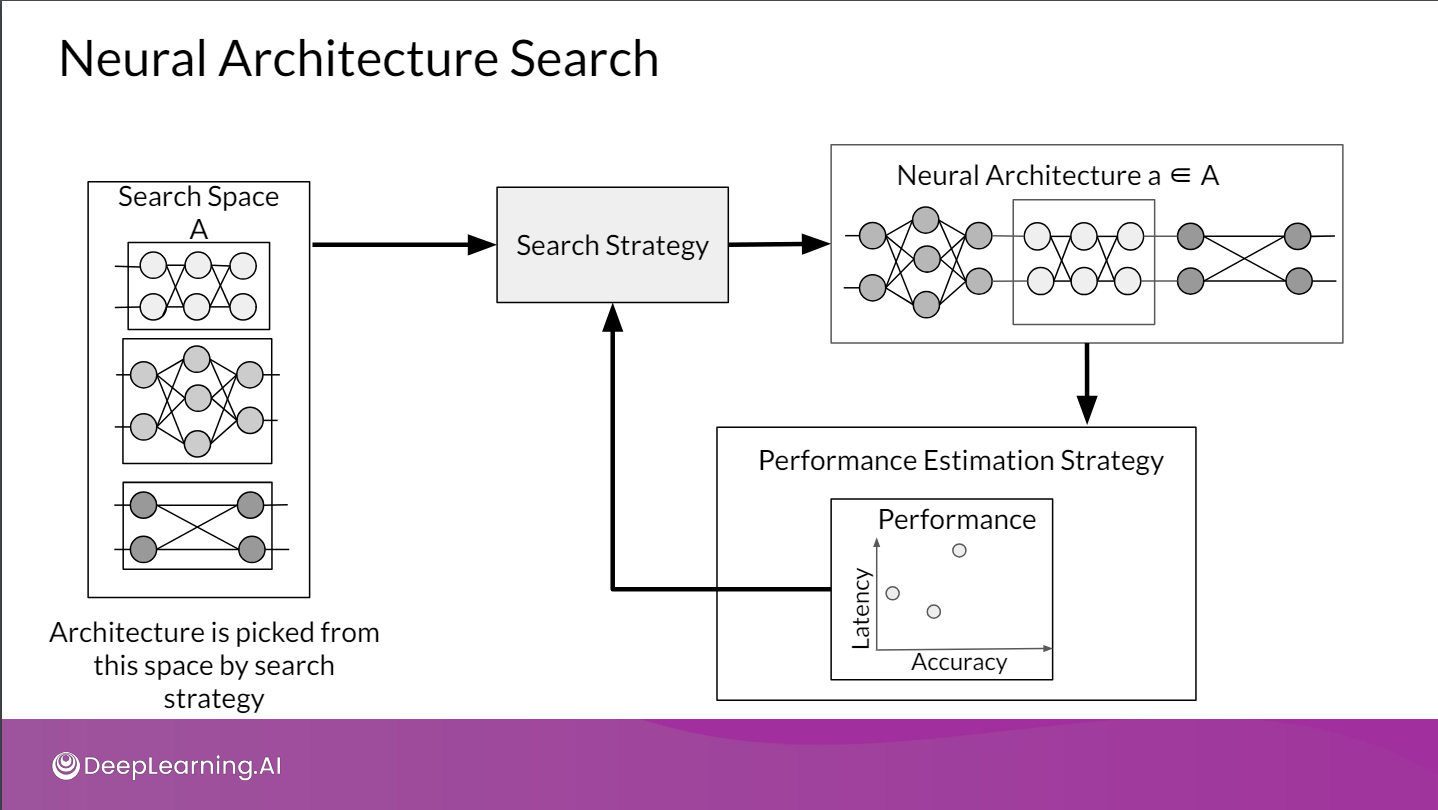 Neural Architecture Search
Search Space
A
Search Strategy
Neural Architecture a ∈ A
Performance Estimation Strategy
Performance
Latency
Accuracy
Architecture is picked from
this space by search
strategy
DeepLearning.AI